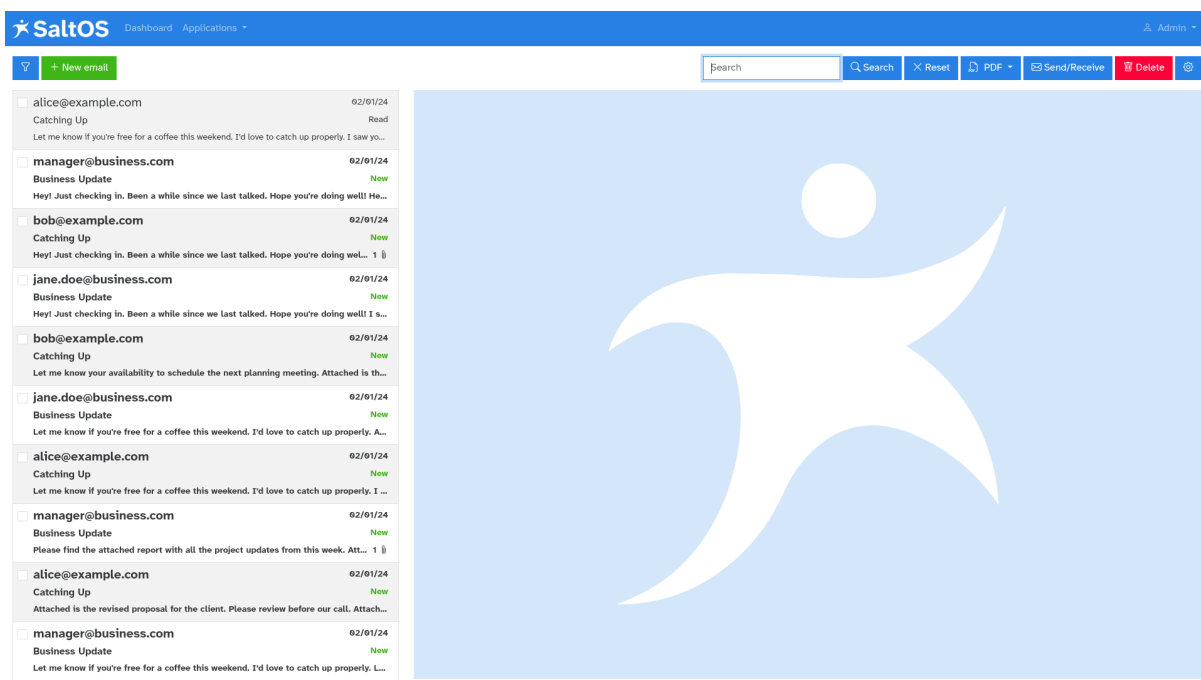 SaltOS Dashboard Applications Admin
+ New email Search Search Reset PDF Send/Receive Delete
alice@example.com 02/01/24
Catching Up Read
Let me know if you're free for a coffee this weekend. I'd love to catch up properly. I saw yo...
manager@business.com 02/01/24
Business Update New
Hey! Just checking in. Been a while since we last talked. Hope you're doing well! He...
bob@example.com 02/01/24
Catching Up New
Hey! Just checking in. Been a while since we last talked. Hope you're doing wel... 1
jane.doe@business.com 02/01/24
Business Update New
Hey! Just checking in. Been a while since we last talked. Hope you're doing well! I s...
bob@example.com 02/01/24
Catching Up New
Let me know your availability to schedule the next planning meeting. Attached is th...
jane.doe@business.com 02/01/24
Business Update New
Let me know if you're free for a coffee this weekend. I'd love to catch up properly. A...
alice@example.com 02/01/24
Catching Up New
Let me know if you're free for a coffee this weekend. I'd love to catch up properly. I ...
manager@business.com 02/01/24
Business Update New
Please find the attached report with all the project updates from this week. Att... 1
alice@example.com 02/01/24
Catching Up New
Attached is the revised proposal for the client. Please review before our call. Attach...
manager@business.com 02/01/24
Business Update New
Let me know if you're free for a coffee this weekend. I'd love to catch up properly. L...